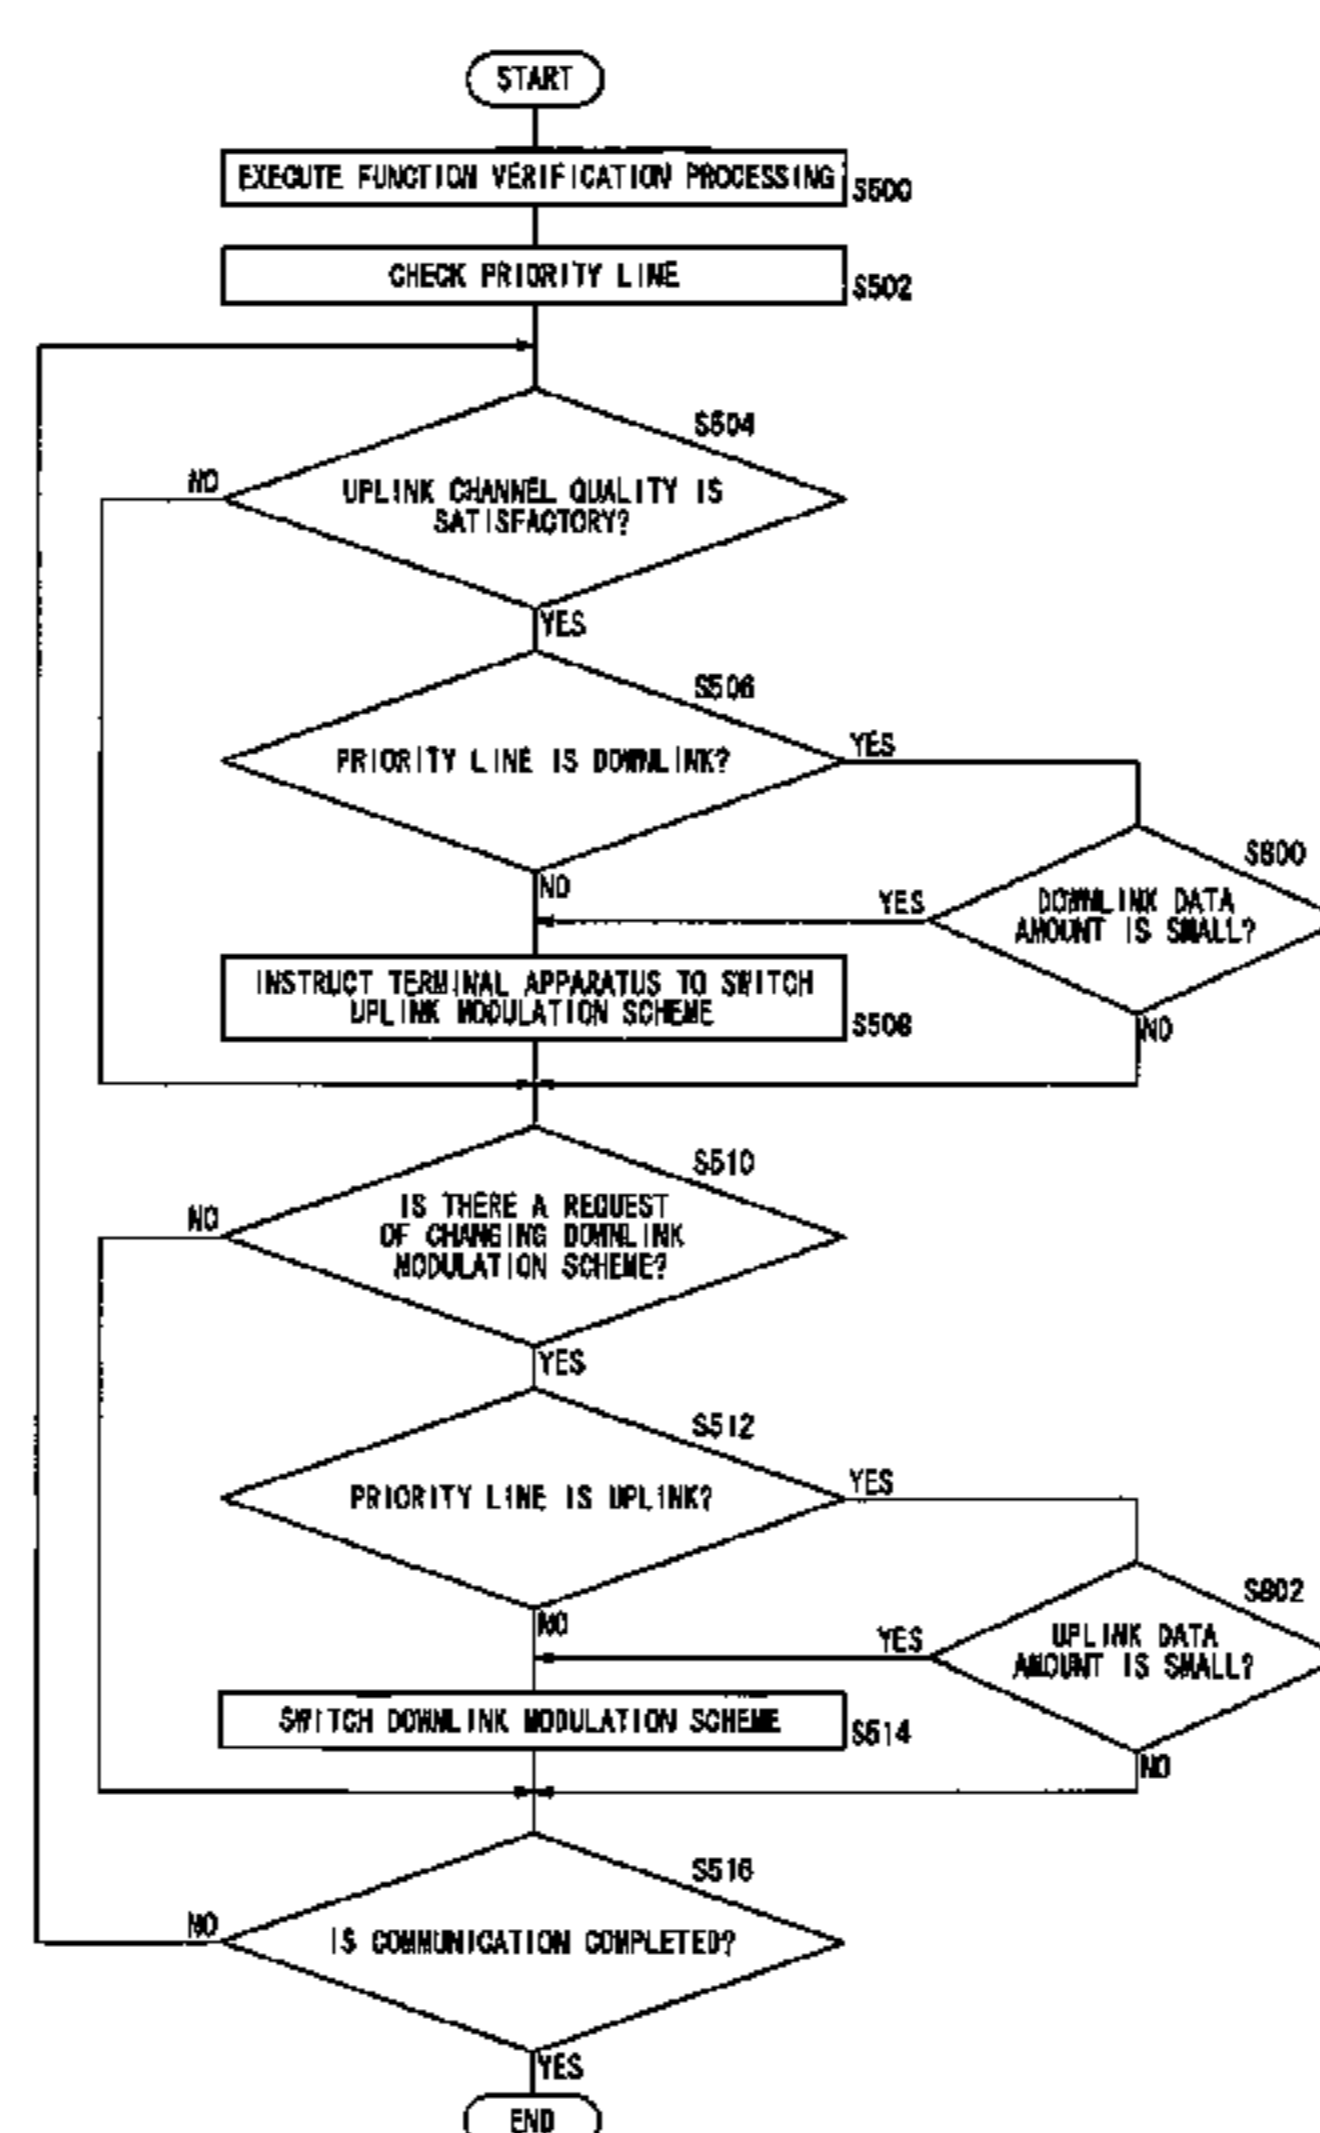 START
EXECUTE FUNCTION VERIFICATION PROCESSING
S500
CHECK PRIORITY LINE
S502
S504
NO
UPLINK CHANNEL QUALITY IS
SATISFACTORY?
YES
S506
PRIORITY LINE IS DOWNLINK?
YES
S800
NO
YES
DOWNLINK DATA
AMOUNT IS SMALL?
INSTRUCT TERMINAL APPARATUS TO SWITCH
UPLINK MODULATION SCHEME
S508
NO
S510
NO
IS THERE A REQUEST
OF CHANGING DOWNLINK
MODULATION SCHEME?
YES
S512
PRIORITY LINE IS UPLINK?
YES
S802
NO
YES
UPLINK DATA
AMOUNT IS SMALL?
SWITCH DOWNLINK MODULATION SCHEME
S514
NO
S516
NO
IS COMMUNICATION COMPLETED?
YES
END